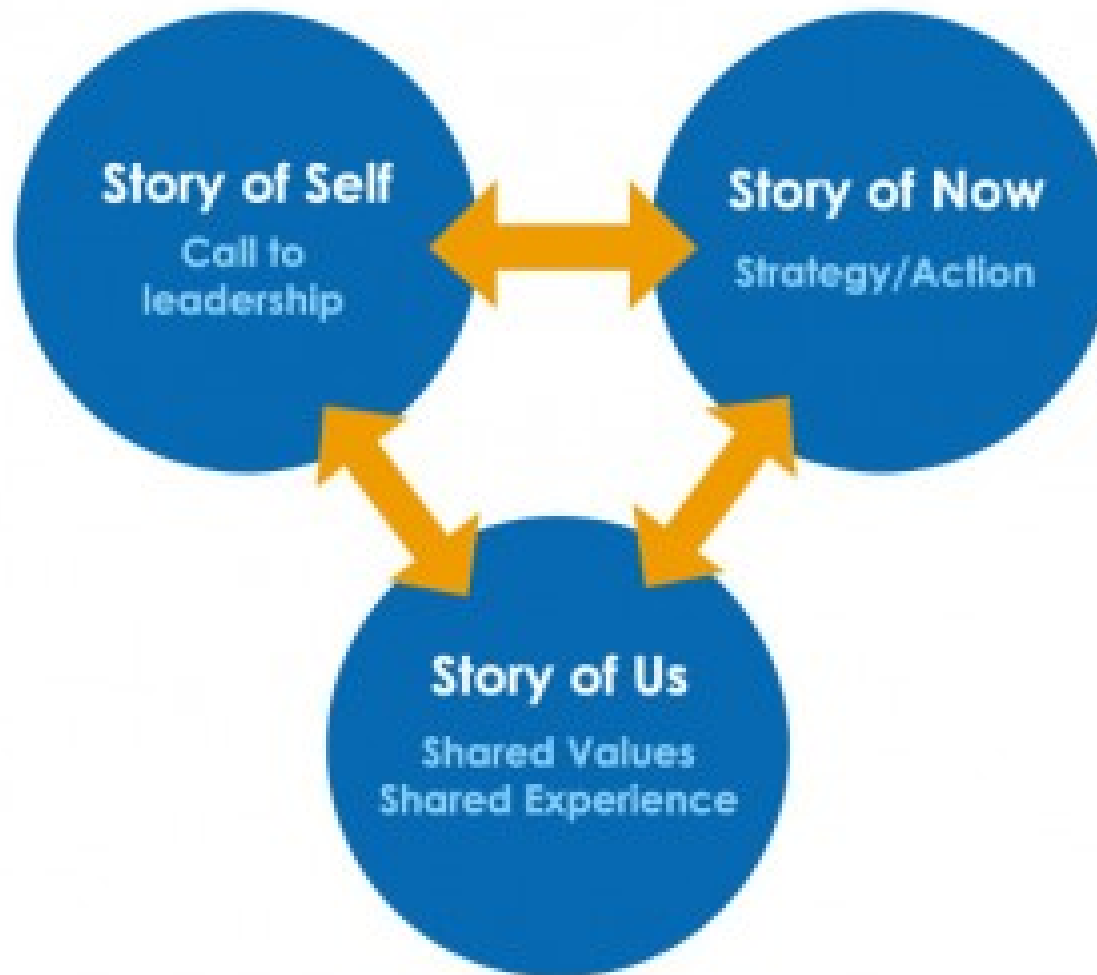 Story of Self
Call to
leadership
Story of Now
Strategy/Action
Story of Us
Shared Values
Shared Experience